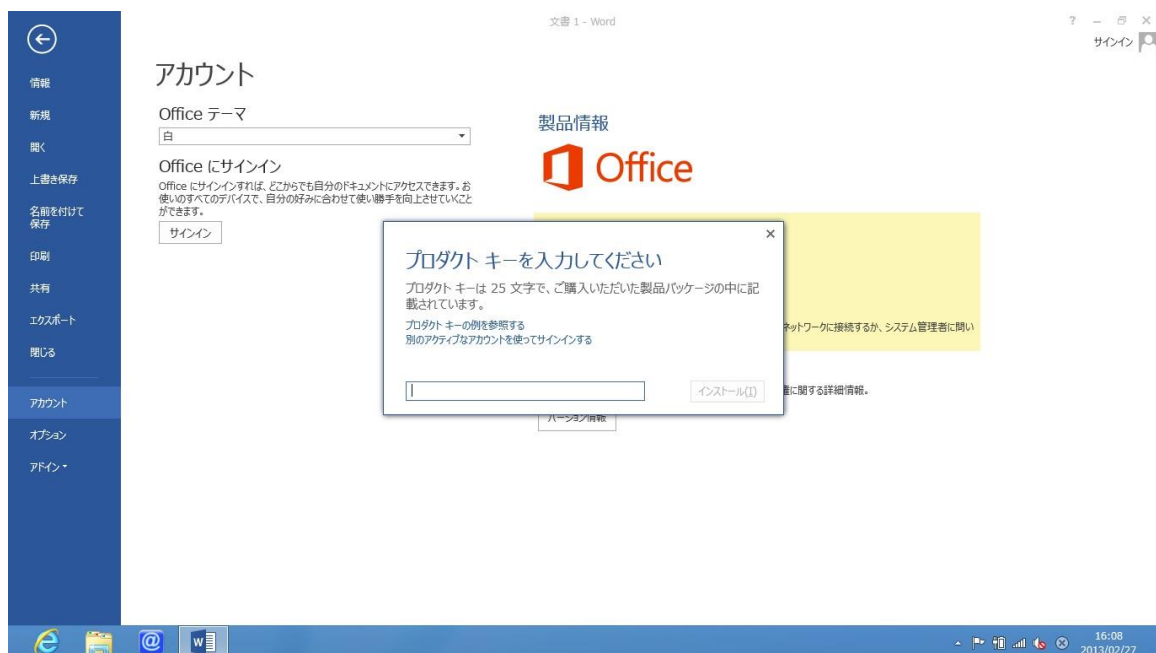 文書 1 - Word
? 
サインイン
情報
新規
開く
上書き保存
名前を付けて
保存
印刷
共有
エクスポート
閉じる
アカウント
オプション
アドイン
アカウント
Office テーマ
白
Office にサインイン
Office にサインインすれば、どこからでも自分のドキュメントにアクセスできます。お
使いのすべてのデバイスで、自分の好みに合わせて使い勝手を向上させていくこと
ができます。
サインイン
製品情報
Office
プロダクト キーを入力してください
プロダクト キーは 25 文字で、ご購入いただいた製品パッケージの中に記
載されています。
プロダクト キーの例を参照する
別のアクティブなアカウントを使ってサインインする
インストール(I)
ネットワークに接続するか、システム管理者に問い
に関する詳細情報。
バージョン情報
16:08
2013/02/27